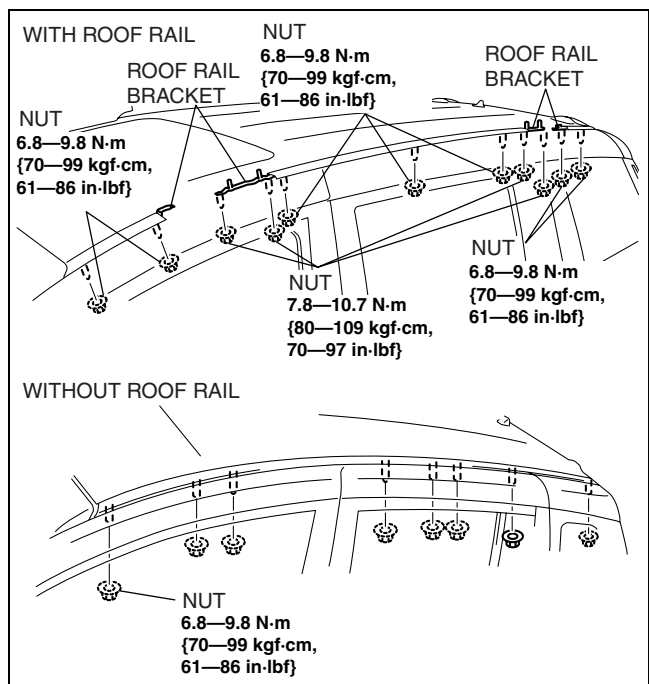 WITH ROOF RAIL
NUT
6.8—9.8 N·m
{70—99 kgf·cm,
61—86 in·lbf}
ROOF RAIL
BRACKET
ROOF RAIL
BRACKET
NUT
6.8—9.8 N·m
{70—99 kgf·cm,
61—86 in·lbf}
NUT
7.8—10.7 N·m
{80—109 kgf·cm,
70—97 in·lbf}
NUT
6.8—9.8 N·m
{70—99 kgf·cm,
61—86 in·lbf}
WITHOUT ROOF RAIL
NUT
6.8—9.8 N·m
{70—99 kgf·cm,
61—86 in·lbf}